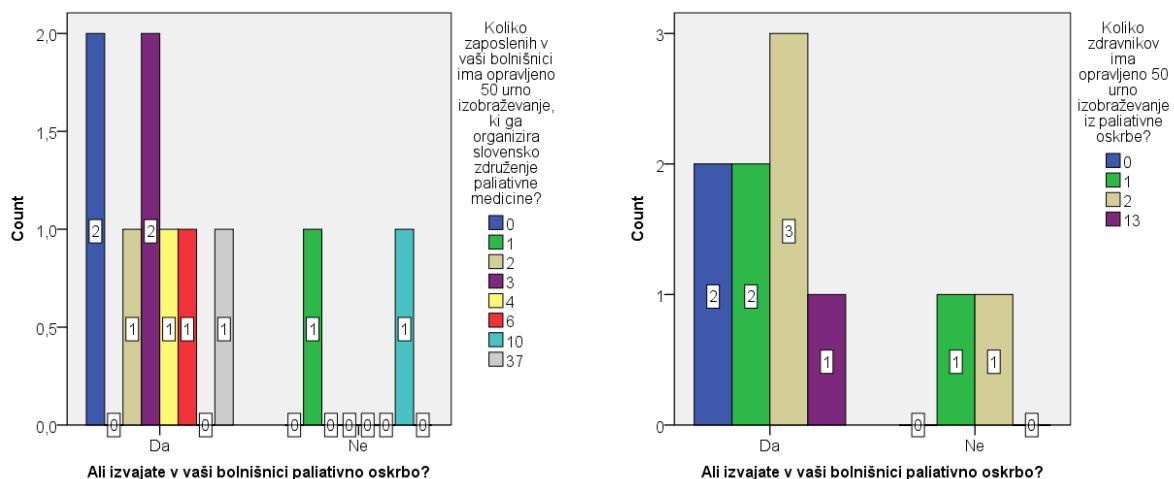 Koliko
zaposlenih v
vaši bolnišnici
ima opravljeno
50 urno
izobraževanje,
ki ga
organizira
slovensko
združenje
paliativne
medicine?
0
1
2
3
4
6
10
37
2,0
1,5
1,0
0,5
0,0
Count
2
0
1
2
1
1
0
1
0
1
0
0
0
0
1
0
Da
Ne
Ali izvajate v vaši bolnišnici paliativno oskrbo?
Koliko
zdravnikov
ima
opravljeno 50
urno
izobraževanje
iz paliativne
oskrbe?
0
1
2
13
3
2
1
0
Count
2
2
3
1
0
1
1
0
Da
Ne
Ali izvajate v vaši bolnišnici paliativno oskrbo?